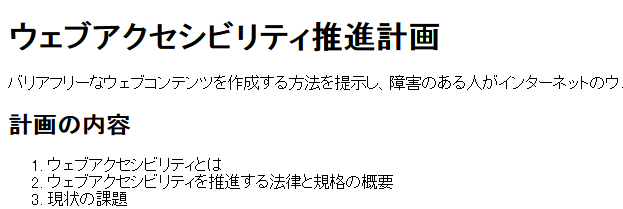 ウェブアクセシビリティ推進計画
バリアフリーなウェブコンテンツを作成する方法を提示し、障害のある人がインターネットのウ
計画の内容
1. ウェブアクセシビリティとは
2. ウェブアクセシビリティを推進する法律と規格の概要
3. 現状の課題